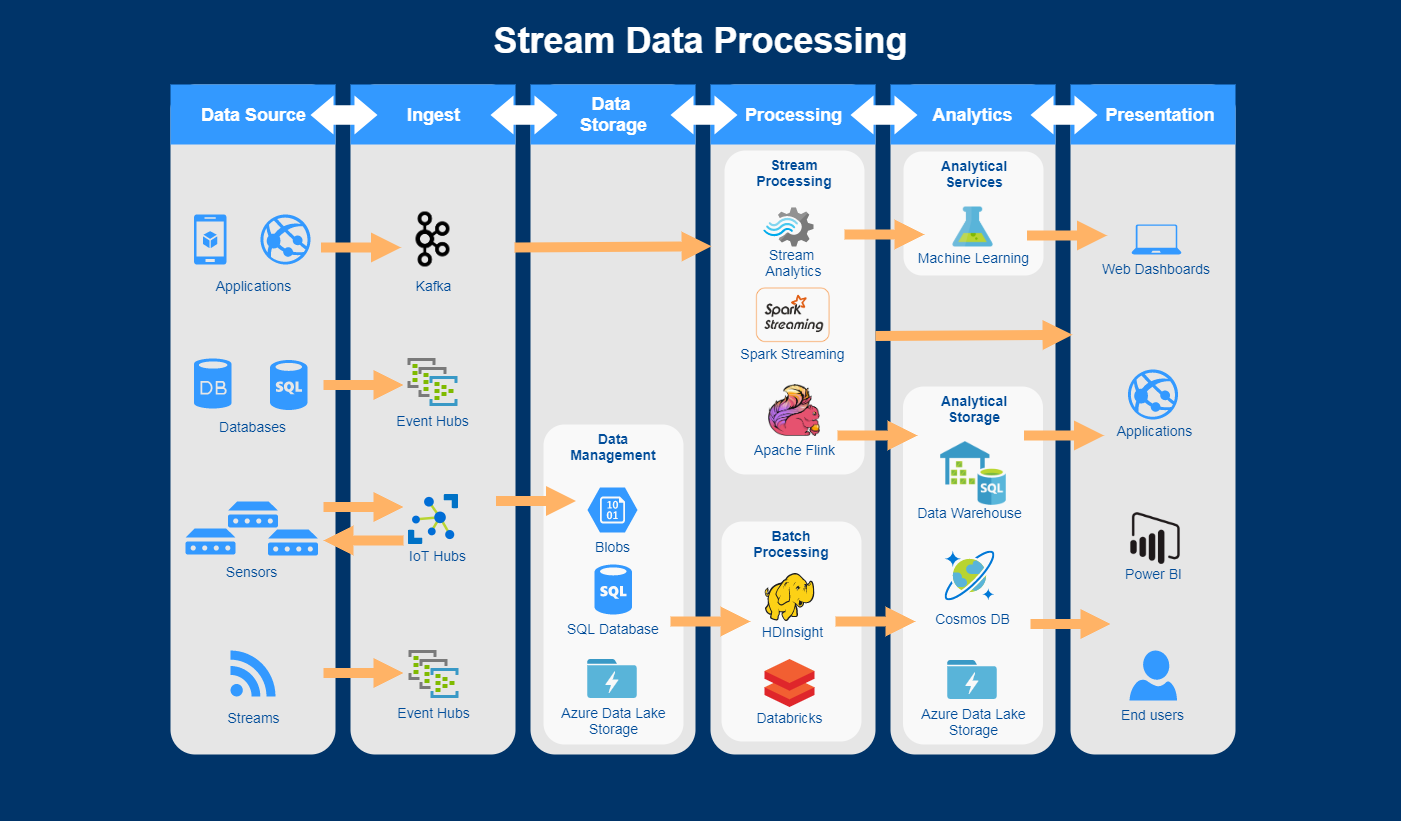 Stream Data Processing
Data Source
Ingest
Data
Storage
Processing
Analytics
Presentation
Applications
DB
SQL
Databases
Sensors
Streams
Kafka
Event Hubs
IoT Hubs
Event Hubs
Data
Management
10
01
Blobs
SQL
SQL Database
Azure Data Lake
Storage
Stream
Processing
Stream
Analytics
Spark
Streaming
Spark Streaming
Apache Flink
Batch
Processing
HDInsight
Databricks
Analytical
Services
Machine Learning
Analytical
Storage
SQL
Data Warehouse
Cosmos DB
Azure Data Lake
Storage
Web Dashboards
Applications
Power BI
End users